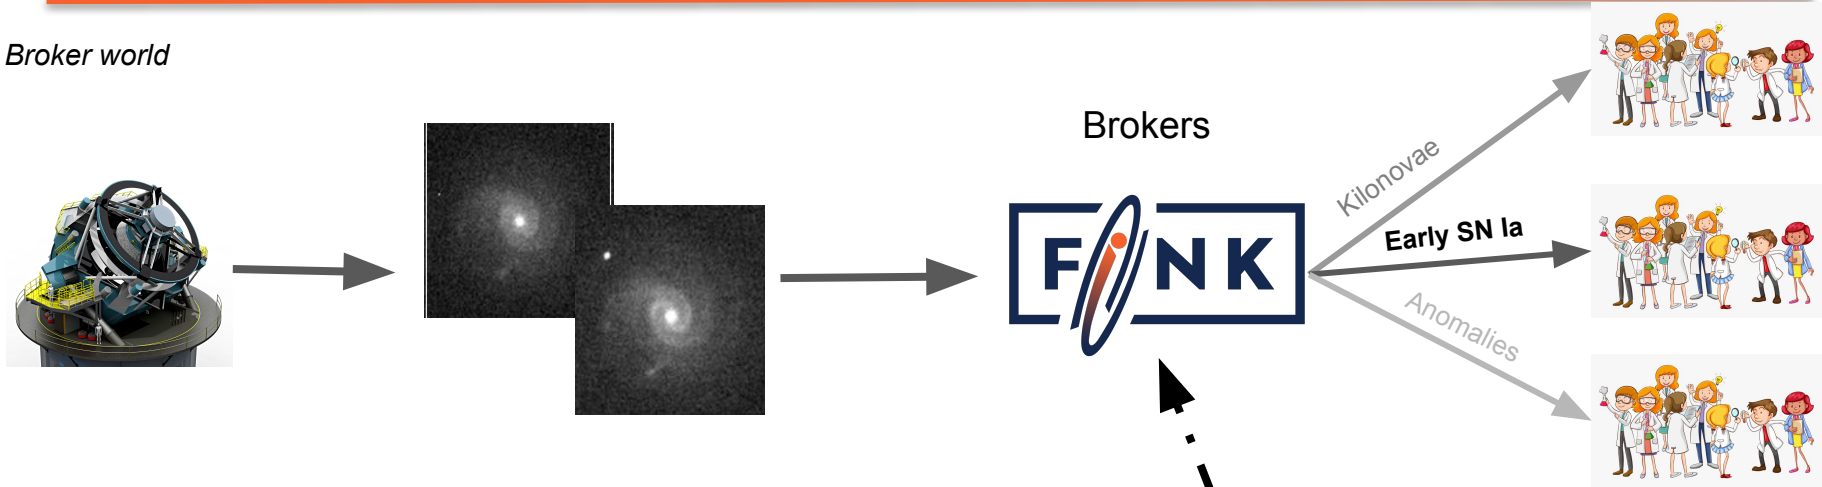 Broker world
Brokers
FiNK
Kilonovae
Early SN Ia
Anomalies